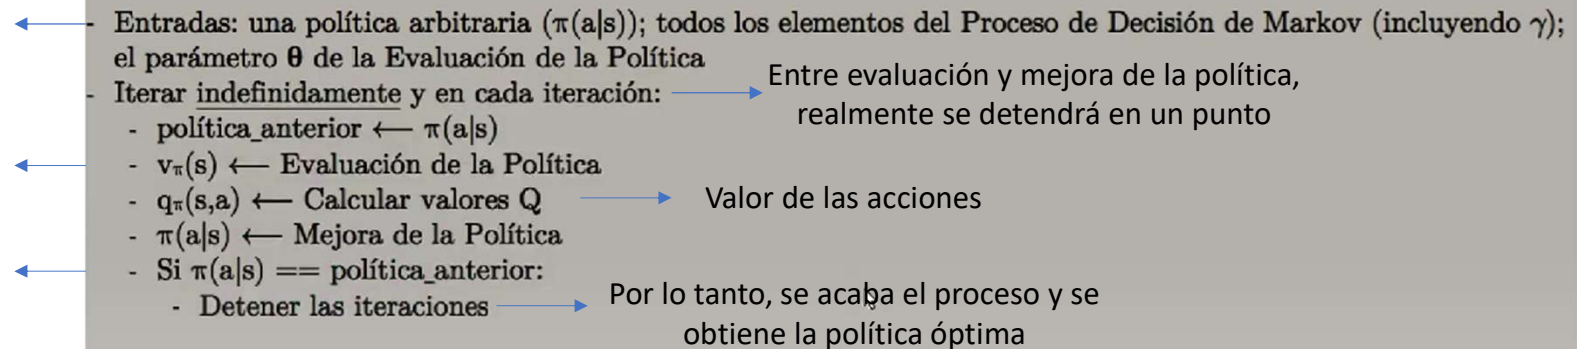 - Entradas: una política arbitraria (π(a|s)); todos los elementos del Proceso de Decisión de Markov (incluyendo γ);
el parámetro θ de la Evaluación de la Política
- Iterar indefinidamente y en cada iteración:
Entre evaluación y mejora de la política,
realmente se detendrá en un punto
- política_anterior ⟵ π(a|s)
- vπ(s) ⟵ Evaluación de la Política
- qπ(s,a) ⟵ Calcular valores Q
Valor de las acciones
- π(a|s) ⟵ Mejora de la Política
- Si π(a|s) == política_anterior:
- Detener las iteraciones
Por lo tanto, se acaba el proceso y se
obtiene la política óptima